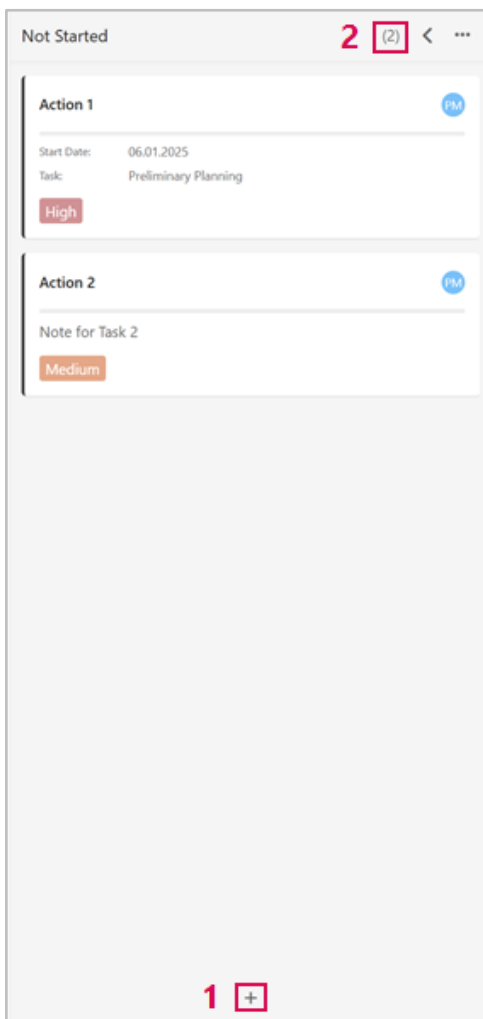 Not Started 2 (2) < ...
Action 1 PM
Start Date: 06.01.2025
Task: Preliminary Planning
High
Action 2 PM
Note for Task 2
Medium
1 +